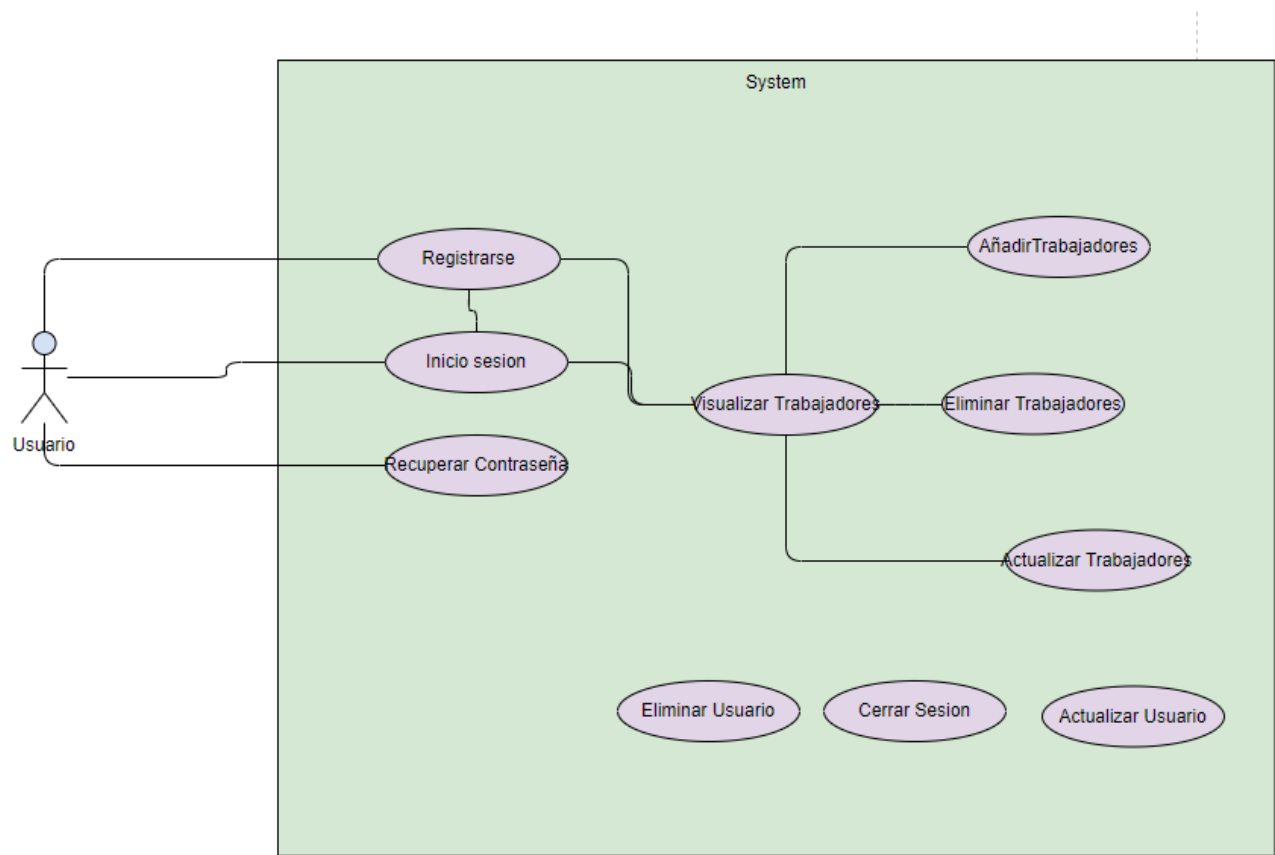 System
Registrarse
AñadirTrabajadores
Inicio sesion
Visualizar Trabajadores
Eliminar Trabajadores
Usuario
Recuperar Contraseña
Actualizar Trabajadores
Eliminar Usuario
Cerrar Sesion
Actualizar Usuario